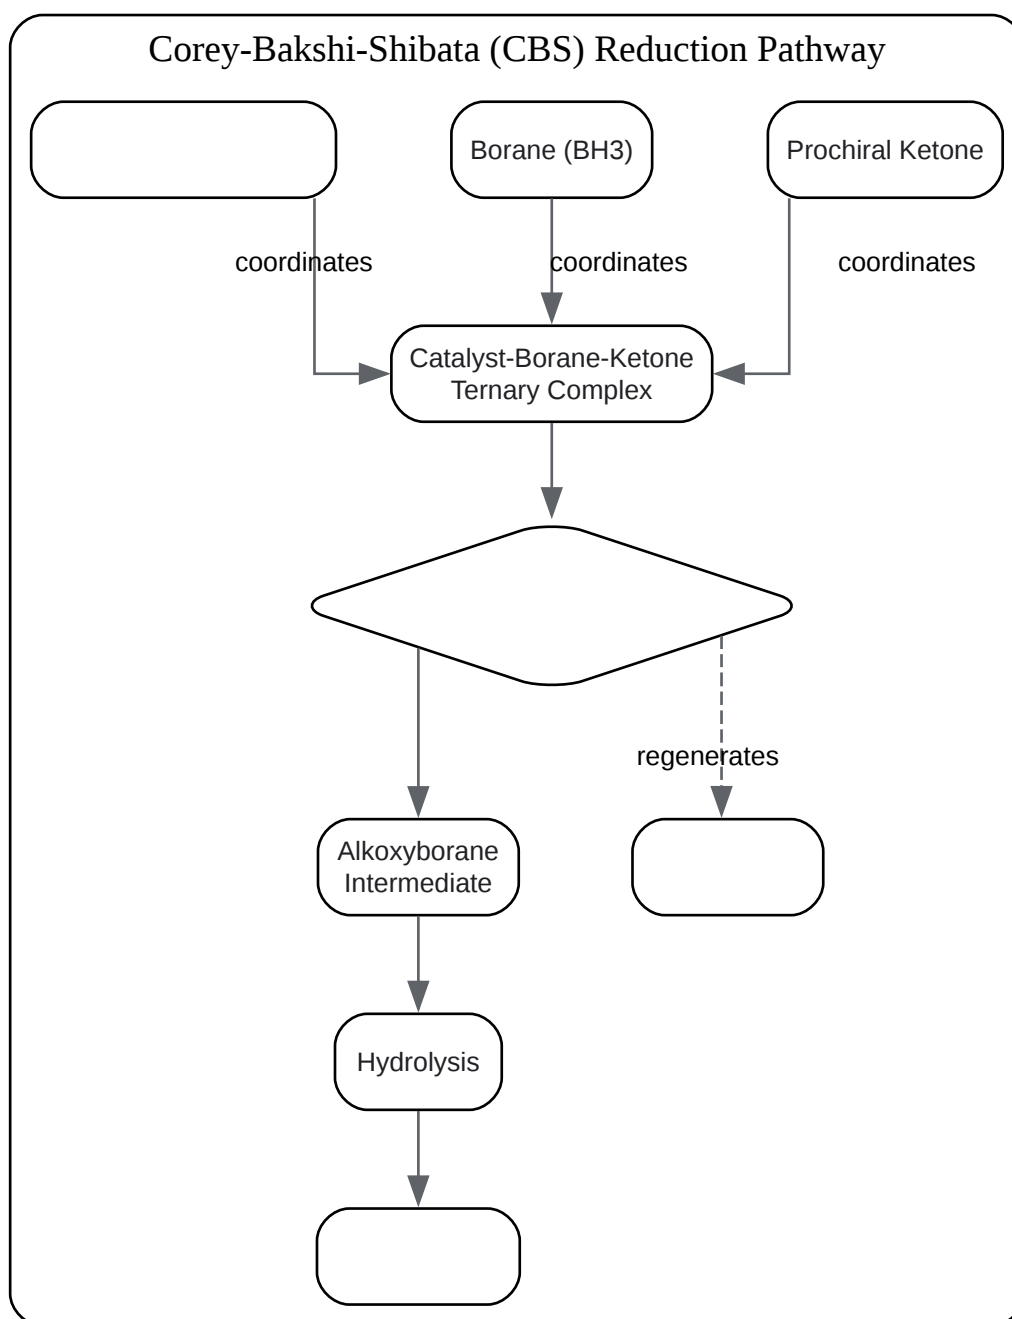 Corey-Bakshi-Shibata (CBS) Reduction Pathway
Borane (BH3)
Prochiral Ketone
coordinates
coordinates
coordinates
Catalyst-Borane-Ketone
Ternary Complex
regenerates
Alkoxyborane
Intermediate
Hydrolysis